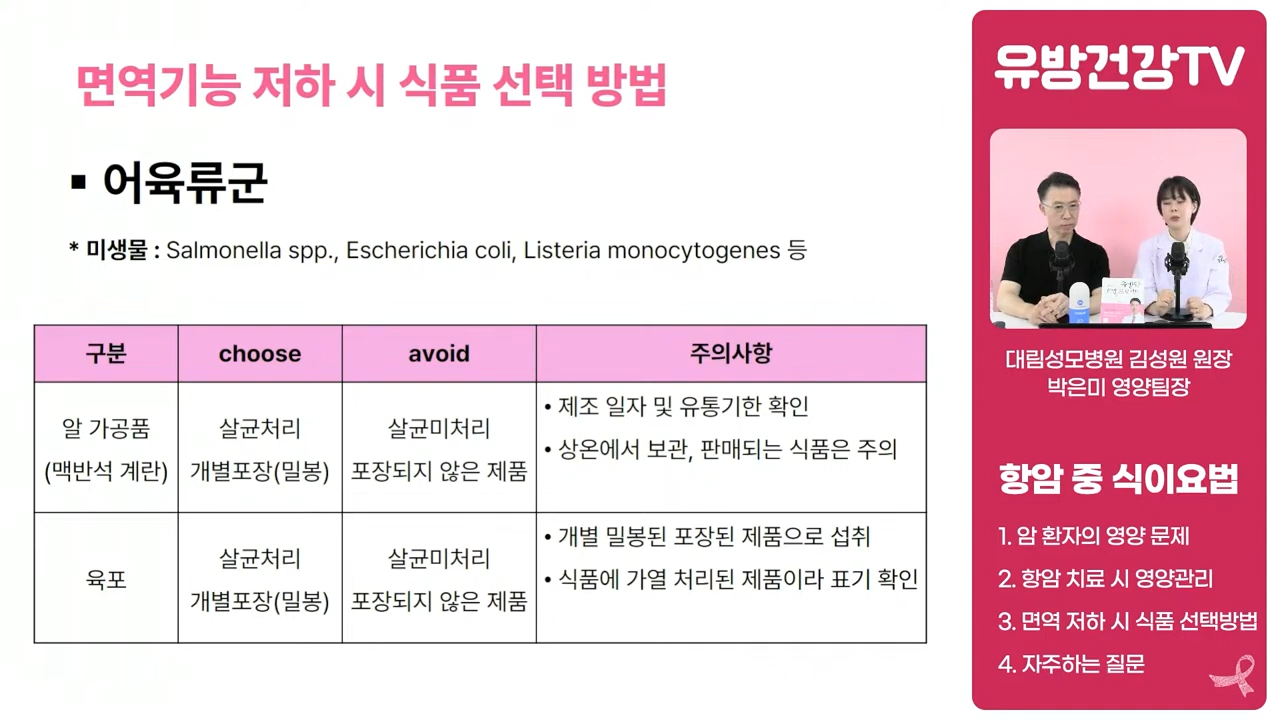 면역기능 저하 시 식품 선택 방법
▪ 어육류군
* 미생물 : Salmonella spp., Escherichia coli, Listeria monocytogenes 등
구분 choose avoid 주의사항
알 가공품
(맥반석 계란)
살균처리
개별포장(밀봉)
살균미처리
포장되지 않은 제품
• 제조 일자 및 유통기한 확인
• 상온에서 보관, 판매되는 식품은 주의
육포
살균처리
개별포장(밀봉)
살균미처리
포장되지 않은 제품
• 개별 밀봉된 포장된 제품으로 섭취
• 식품에 가열 처리된 제품이라 표기 확인
유방건강TV
대림성모병원 김성원 원장
박은미 영양팀장
항암 중 식이요법
1. 암 환자의 영양 문제
2. 항암 치료 시 영양관리
3. 면역 저하 시 식품 선택방법
4. 자주하는 질문